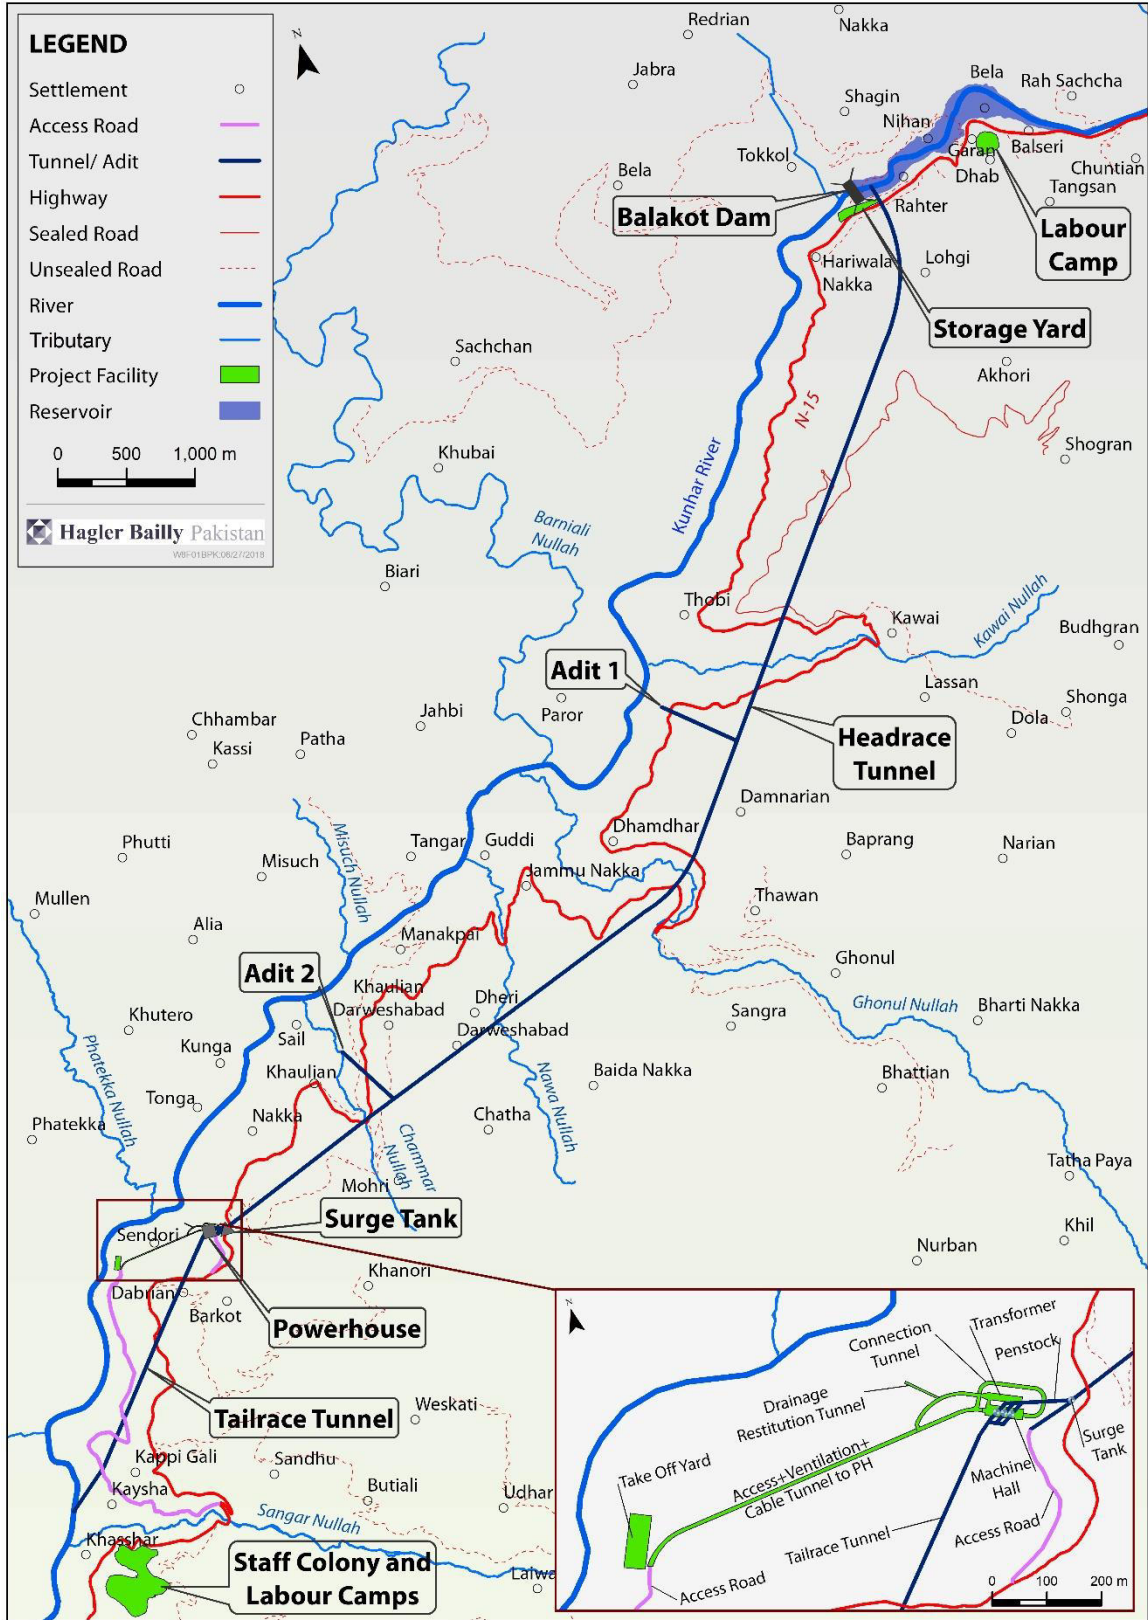 LEGEND
Settlement
Access Road
Tunnel/ Adit
Highway
Sealed Road
Unsealed Road
River
Tributary
Project Facility
Reservoir
0 500 1,000 m
Hagler Bailly Pakistan
W8F01BPK:06/27/2018
N
Redrian
Nakka
Jabra
Bela
Rah Sachcha
Shagin
Nihan
Garan
Balseri
Tokkol
Dhab
Chuntian
Bela
Tangsan
Balakot Dam
Rahter
Labour
Camp
Hariwala
Nakka
Lohgi
Storage Yard
Sachchan
Akhori
N-15
Khubai
Kunhar River
Shogran
Barniali
Nullah
Biari
Thobi
Kawai
Kawai Nullah
Budhgran
Adit 1
Lassan
Paror
Shonga
Chhambar
Jahbi
Dola
Kassi
Patha
Headrace
Tunnel
Damnarian
Dhamdhar
Phutti
Misuch
Misuch Nullah
Tangar
Guddi
Baprang
Narian
Jammu Nakka
Mullen
Thawan
Alia
Manakpai
Adit 2
Ghonul
Khaulian
Darweshabad
Dheri
Ghonul Nullah
Bharti Nakka
Khutero
Sail
Darweshabad
Sangra
Kunga
Phatekka Nullah
Khaulian
Nawa Nullah
Baida Nakka
Bhattian
Tonga
Nakka
Chatha
Phatekka
Chammar
Nullah
Tatha Paya
Mohri
Surge Tank
Sendori
Khil
Nurban
Khanori
Dabrian
Barkot
Powerhouse
Tailrace Tunnel
Weskati
Kappi Gali
Sandhu
Kaysha
Butiali
Udhar
Sangar Nullah
Khasshar
Staff Colony and
Labour Camps
Lalwa
N
Transformer
Connection
Tunnel
Penstock
Drainage
Restitution Tunnel
Surge
Tank
Take Off Yard
Access+Ventilation+
Cable Tunnel to PH
Machine
Hall
Tailrace Tunnel
Access Road
Access Road
0 100 200 m